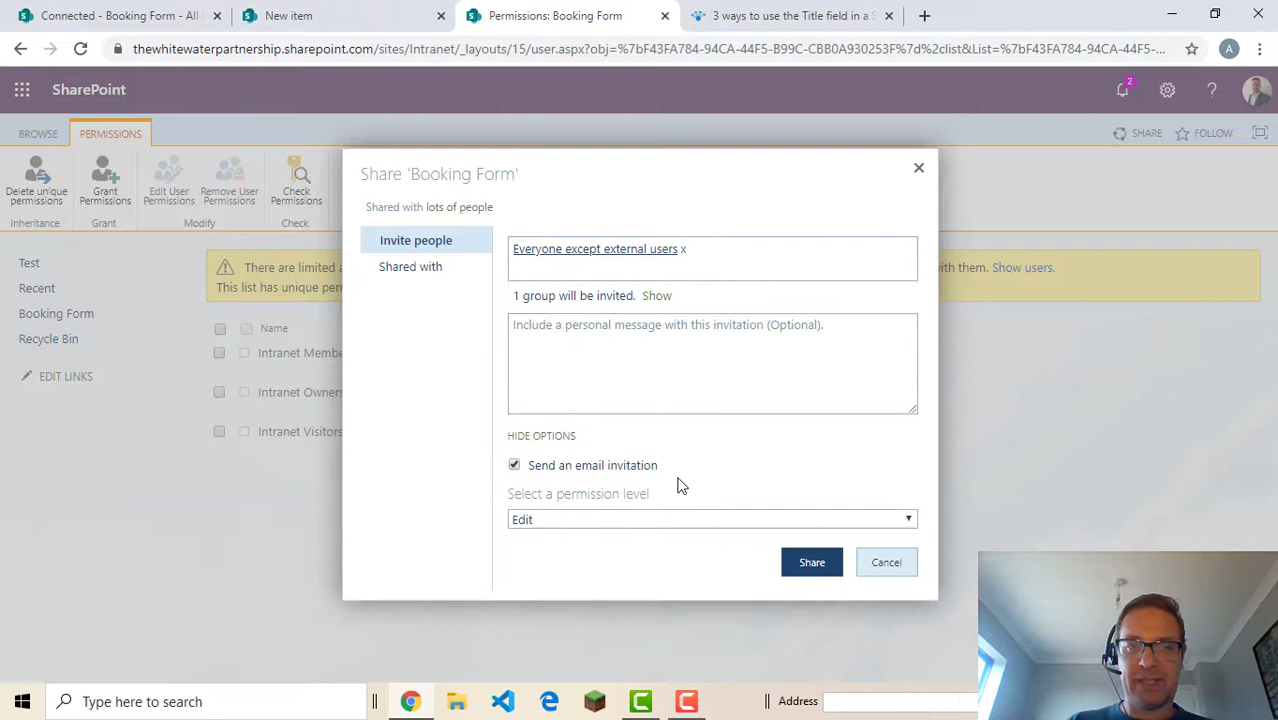 Connected - Booking Form - All
New item
Permissions: Booking Form
3 ways to use the Title field in a S
thewhitewaterpartnership.sharepoint.com/sites/Intranet/_layouts/15/user.aspx?obj=%7bF43FA784-94CA-44F5-B99C-CBB0A930253F%7d%2clist&List=%7bF43FA784-94CA-44F5-...
A
SharePoint
2
?
BROWSE
PERMISSIONS
SHARE
FOLLOW
Delete unique permissions
Grant Permissions
Edit User Permissions
Remove User Permissions
Check Permissions
Inheritance
Grant
Modify
Check
Test
Recent
Booking Form
Recycle Bin
EDIT LINKS
There are limited a
with them. Show users.
This list has unique per
Name
Intranet Membe
Intranet Owners
Intranet Visitors
Share 'Booking Form'
Shared with lots of people
Invite people
Shared with
Everyone except external users x
1 group will be invited. Show
Include a personal message with this invitation (Optional).
HIDE OPTIONS
Send an email invitation
Select a permission level
Edit
Share
Cancel
Type here to search
Address